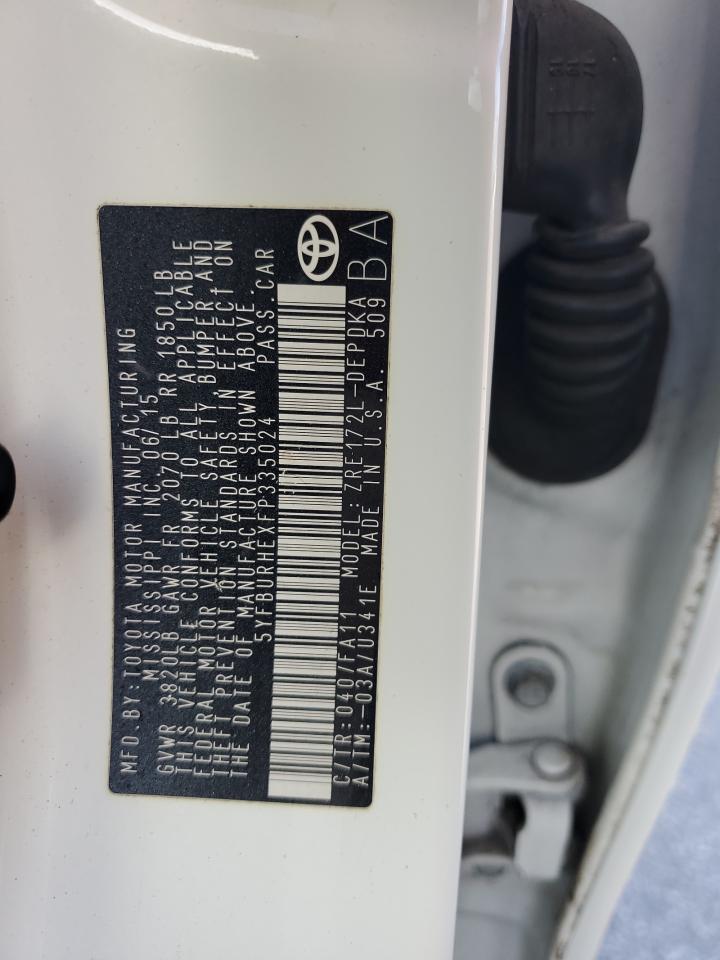 MFD.BY:TOYOTA MOTOR MANUFACTURING
MISSISSIPPI INC. 06/15
GVWR 3820LB GAWR FR 2070 LB RR 1850LB
THIS VEHICLE CONFORMS TO ALL APPLICABLE
FEDERAL MOTOR VEHICLE SAFETY, BUMPER AND
THEFT PREVENTION STANDARDS IN EFFECT ON
THE DATE OF MANUFACTURE SHOWN ABOVE.
5YFBURHEXFP335024 PASS.CAR
C/TR:040/FA11 MODEL:ZRE172L-DEPDKA
A/TM:-03A/U341E MADE IN U.S.A. 509
BA